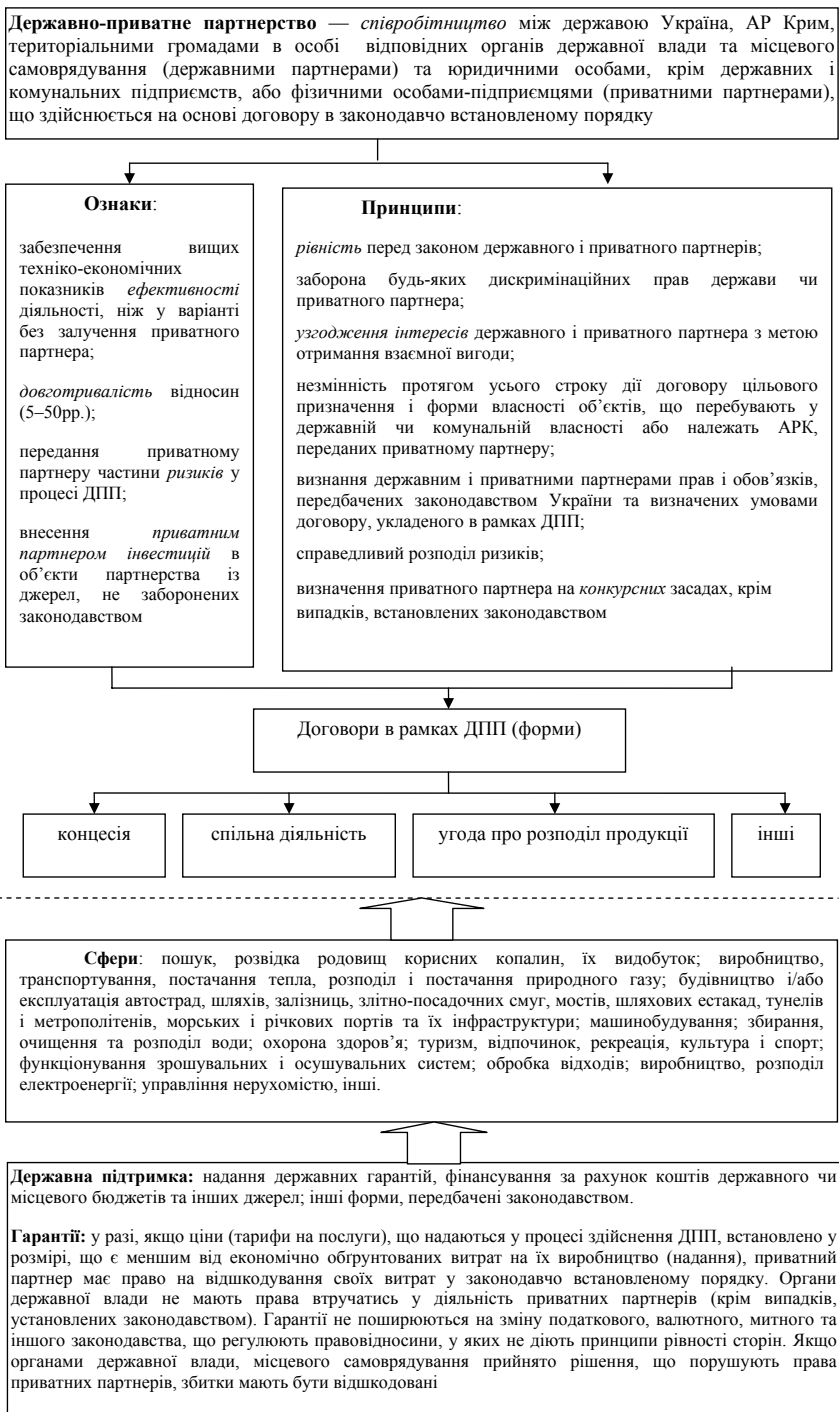 Державно-приватне партнерство — співробітництво між державою Україна, АР Крим,
територіальними громадами в особі відповідних органів державної влади та місцевого
самоврядування (державними партнерами) та юридичними особами, крім державних і
комунальних підприємств, або фізичними особами-підприємцями (приватними партнерами),
що здійснюється на основі договору в законодавчо встановленому порядку
Ознаки:
забезпечення вищих
техніко-економічних
показників ефективності
діяльності, ніж у варіанті
без залучення приватного
партнера;
довготривалість відносин
(5–50рр.);
передання приватному
партнеру частини ризиків у
процесі ДПП;
внесення приватним
партнером інвестицій в
об’єкти партнерства із
джерел, не заборонених
законодавством
Принципи:
рівність перед законом державного і приватного партнерів;
заборона будь-яких дискримінаційних прав держави чи
приватного партнера;
узгодження інтересів державного і приватного партнера з метою
отримання взаємної вигоди;
незмінність протягом усього строку дії договору цільового
призначення і форми власності об’єктів, що перебувають у
державній чи комунальній власності або належать АРК,
переданих приватному партнеру;
визнання державним і приватними партнерами прав і обов’язків,
передбачених законодавством України та визначених умовами
договору, укладеного в рамках ДПП;
справедливий розподіл ризиків;
визначення приватного партнера на конкурсних засадах, крім
випадків, встановлених законодавством
Договори в рамках ДПП (форми)
концесія
спільна діяльність
угода про розподіл продукції
інші
Сфери: пошук, розвідка родовищ корисних копалин, їх видобуток; виробництво,
транспортування, постачання тепла, розподіл і постачання природного газу; будівництво і/або
експлуатація автострад, шляхів, залізниць, злітно-посадочних смуг, мостів, шляхових естакад, тунелів
і метрополітенів, морських і річкових портів та їх інфраструктури; машинобудування; збирання,
очищення та розподіл води; охорона здоров’я; туризм, відпочинок, рекреація, культура і спорт;
функціонування зрошувальних і осушувальних систем; обробка відходів; виробництво, розподіл
електроенергії; управління нерухомістю, інші.
Державна підтримка: надання державних гарантій, фінансування за рахунок коштів державного чи
місцевого бюджетів та інших джерел; інші форми, передбачені законодавством.
Гарантії: у разі, якщо ціни (тарифи на послуги), що надаються у процесі здійснення ДПП, встановлено у
розмірі, що є меншим від економічно обґрунтованих витрат на їх виробництво (надання), приватний
партнер має право на відшкодування своїх витрат у законодавчо встановленому порядку. Органи
державної влади не мають права втручатись у діяльність приватних партнерів (крім випадків,
установлених законодавством). Гарантії не поширюються на зміну податкового, валютного, митного та
іншого законодавства, що регулюють правовідносини, у яких не діють принципи рівності сторін. Якщо
органами державної влади, місцевого самоврядування прийнято рішення, що порушують права
приватних партнерів, збитки мають бути відшкодовані